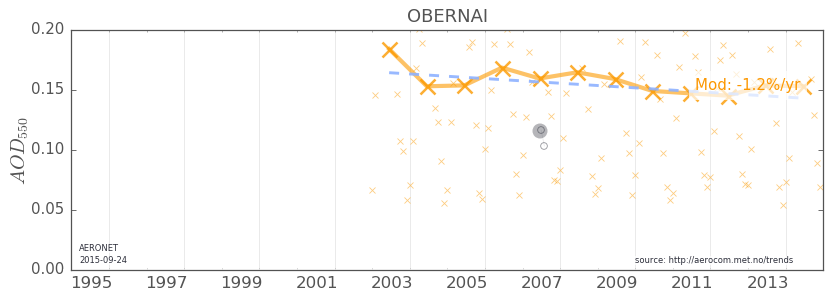 OBERNAI
0.20
0.15
0.10
0.05
0.00
AOD550
Mod: -1.2%/yr
AERONET
2015-09-24
source: http://aerocom.met.no/trends
1995 1997 1999 2001 2003 2005 2007 2009 2011 2013